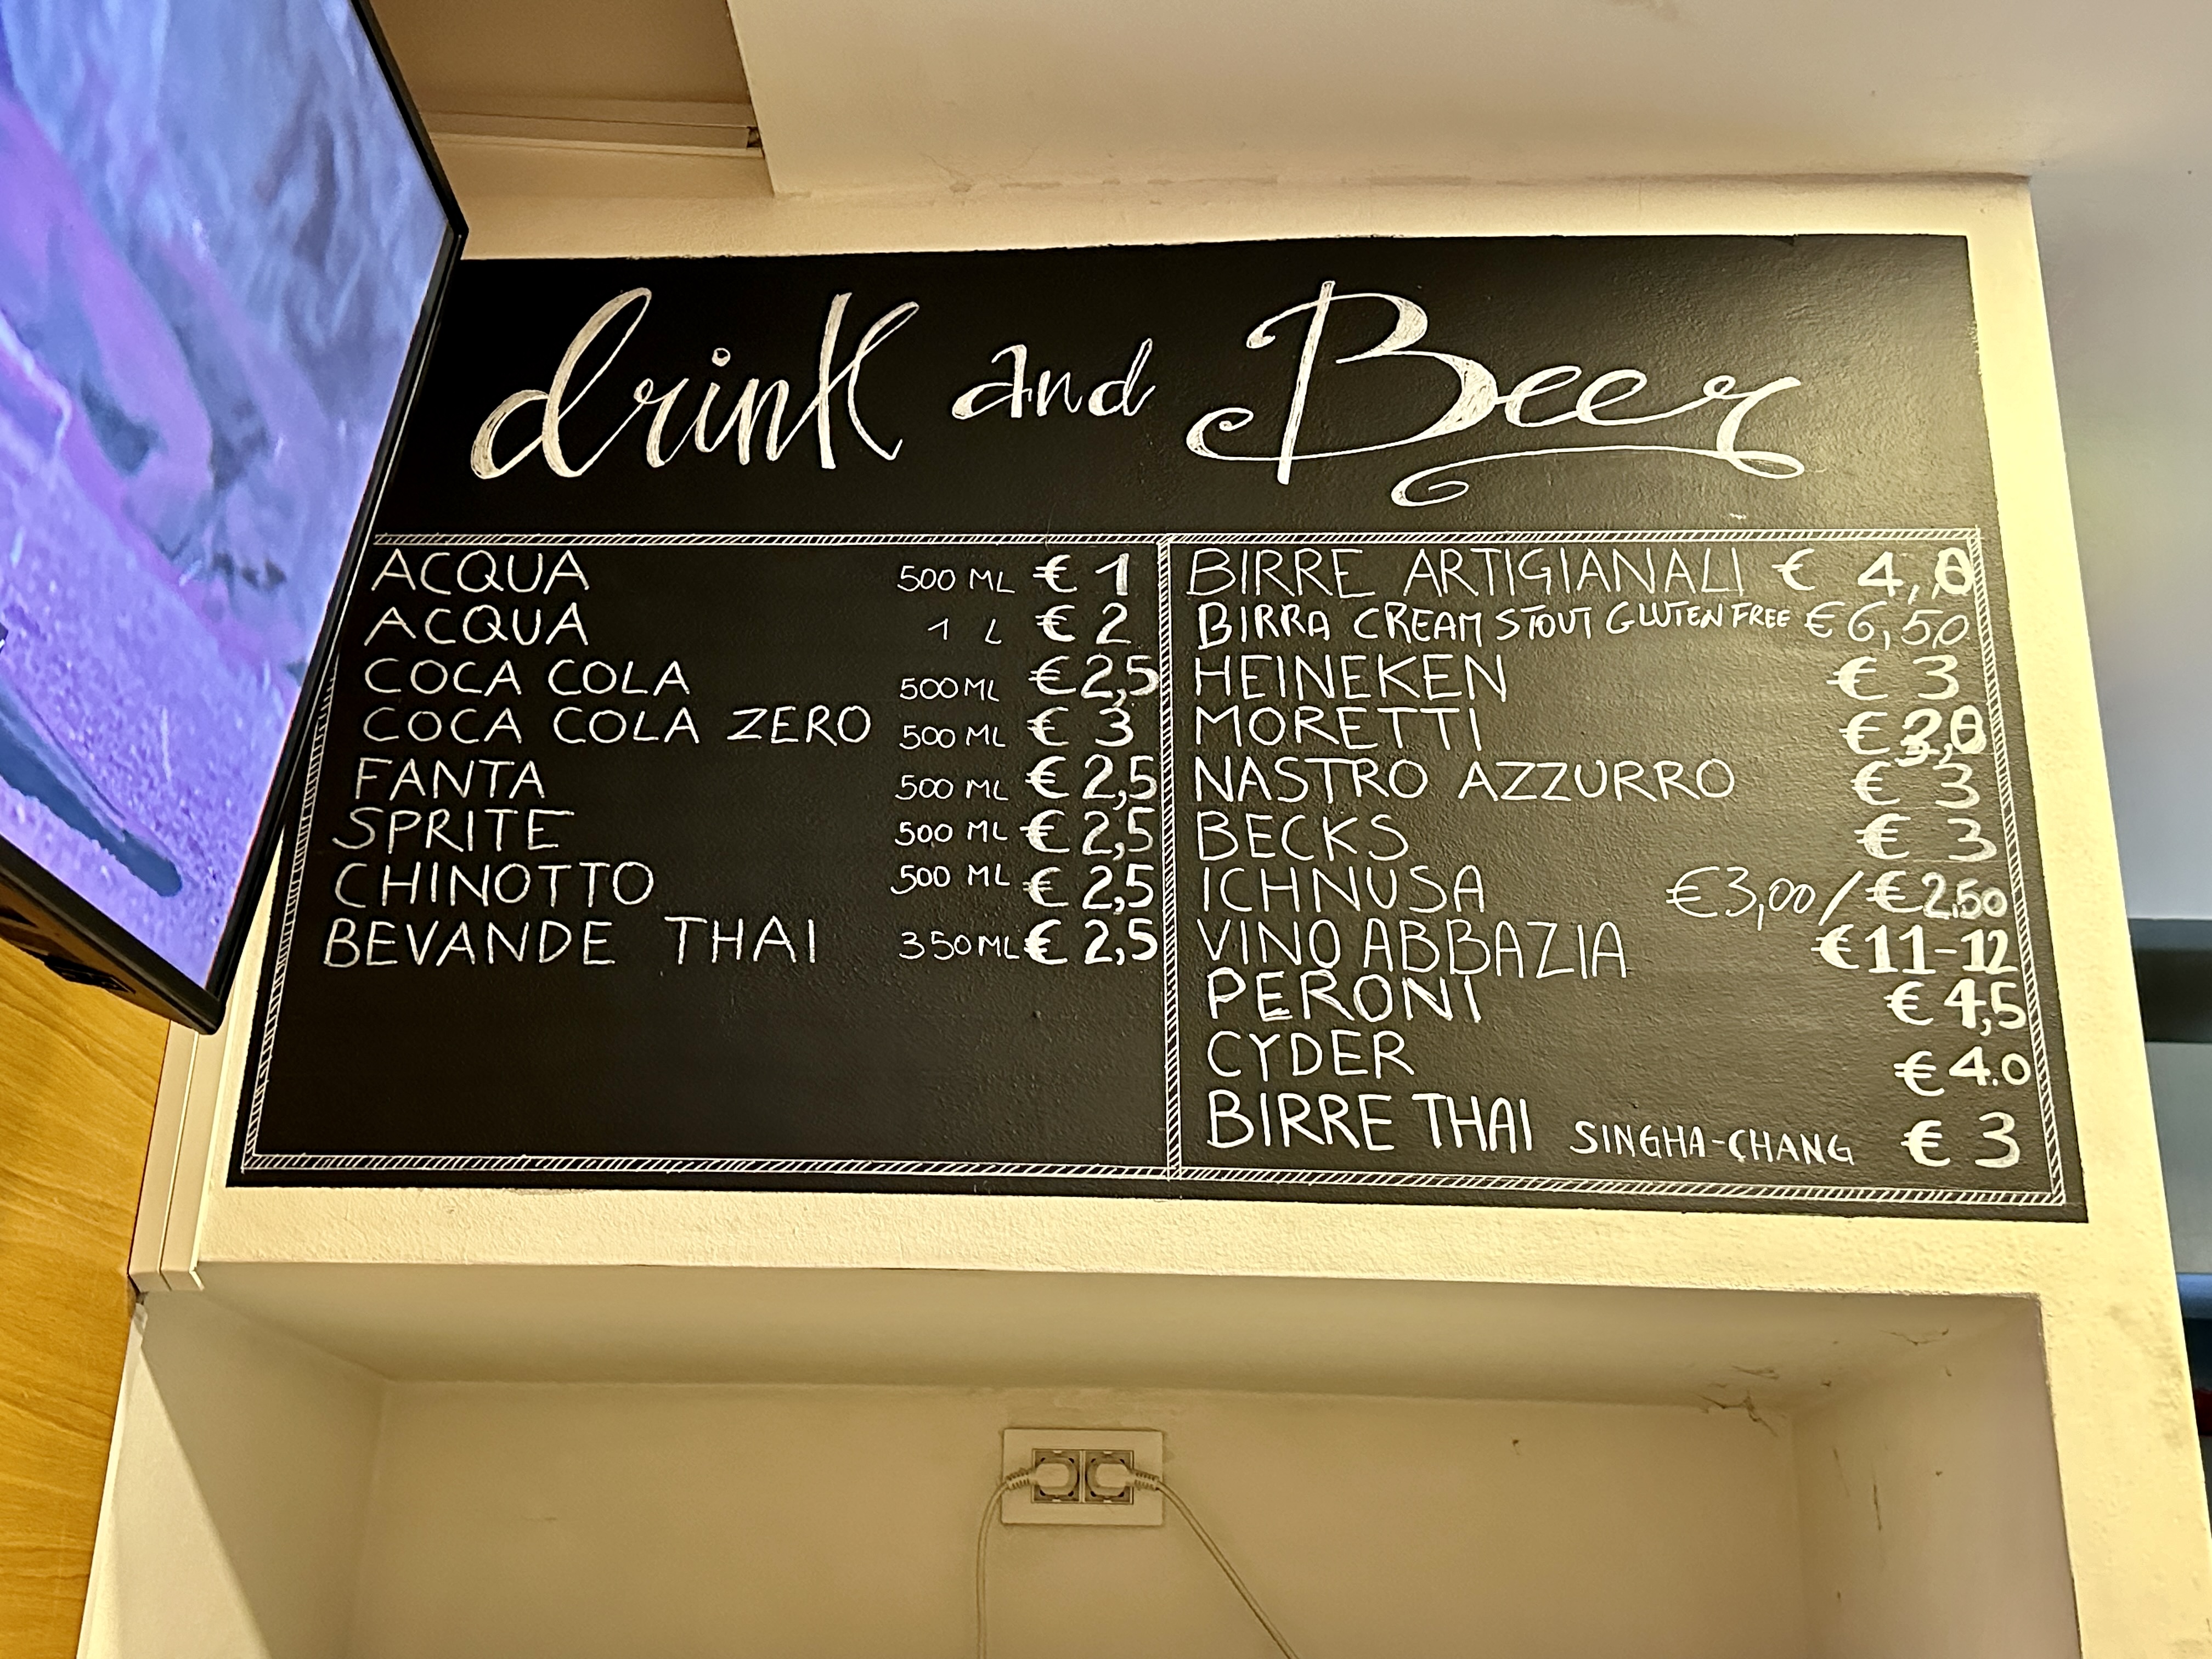 drink and Beer
ACQUA 500 ML € 1
ACQUA 1 L € 2
COCA COLA 500 ML € 2,5
COCA COLA ZERO 500 ML € 3
FANTA 500 ML € 2,5
SPRITE 500 ML € 2,5
CHINOTTO 500 ML € 2,5
BEVANDE THAI 350 ML € 2,5
BIRRE ARTIGIANALI € 4,0
BIRRA CREAM STOUT GLUTEN FREE € 6,50
HEINEKEN € 3
MORETTI €
NASTRO AZZURRO € 3
BECKS € 3
ICHNUSA €3,00/€2,50
VINO ABBAZIA €11-12
PERONI € 4,5
CYDER € 4.0
BIRRE THAI SINGHA-CHANG € 3